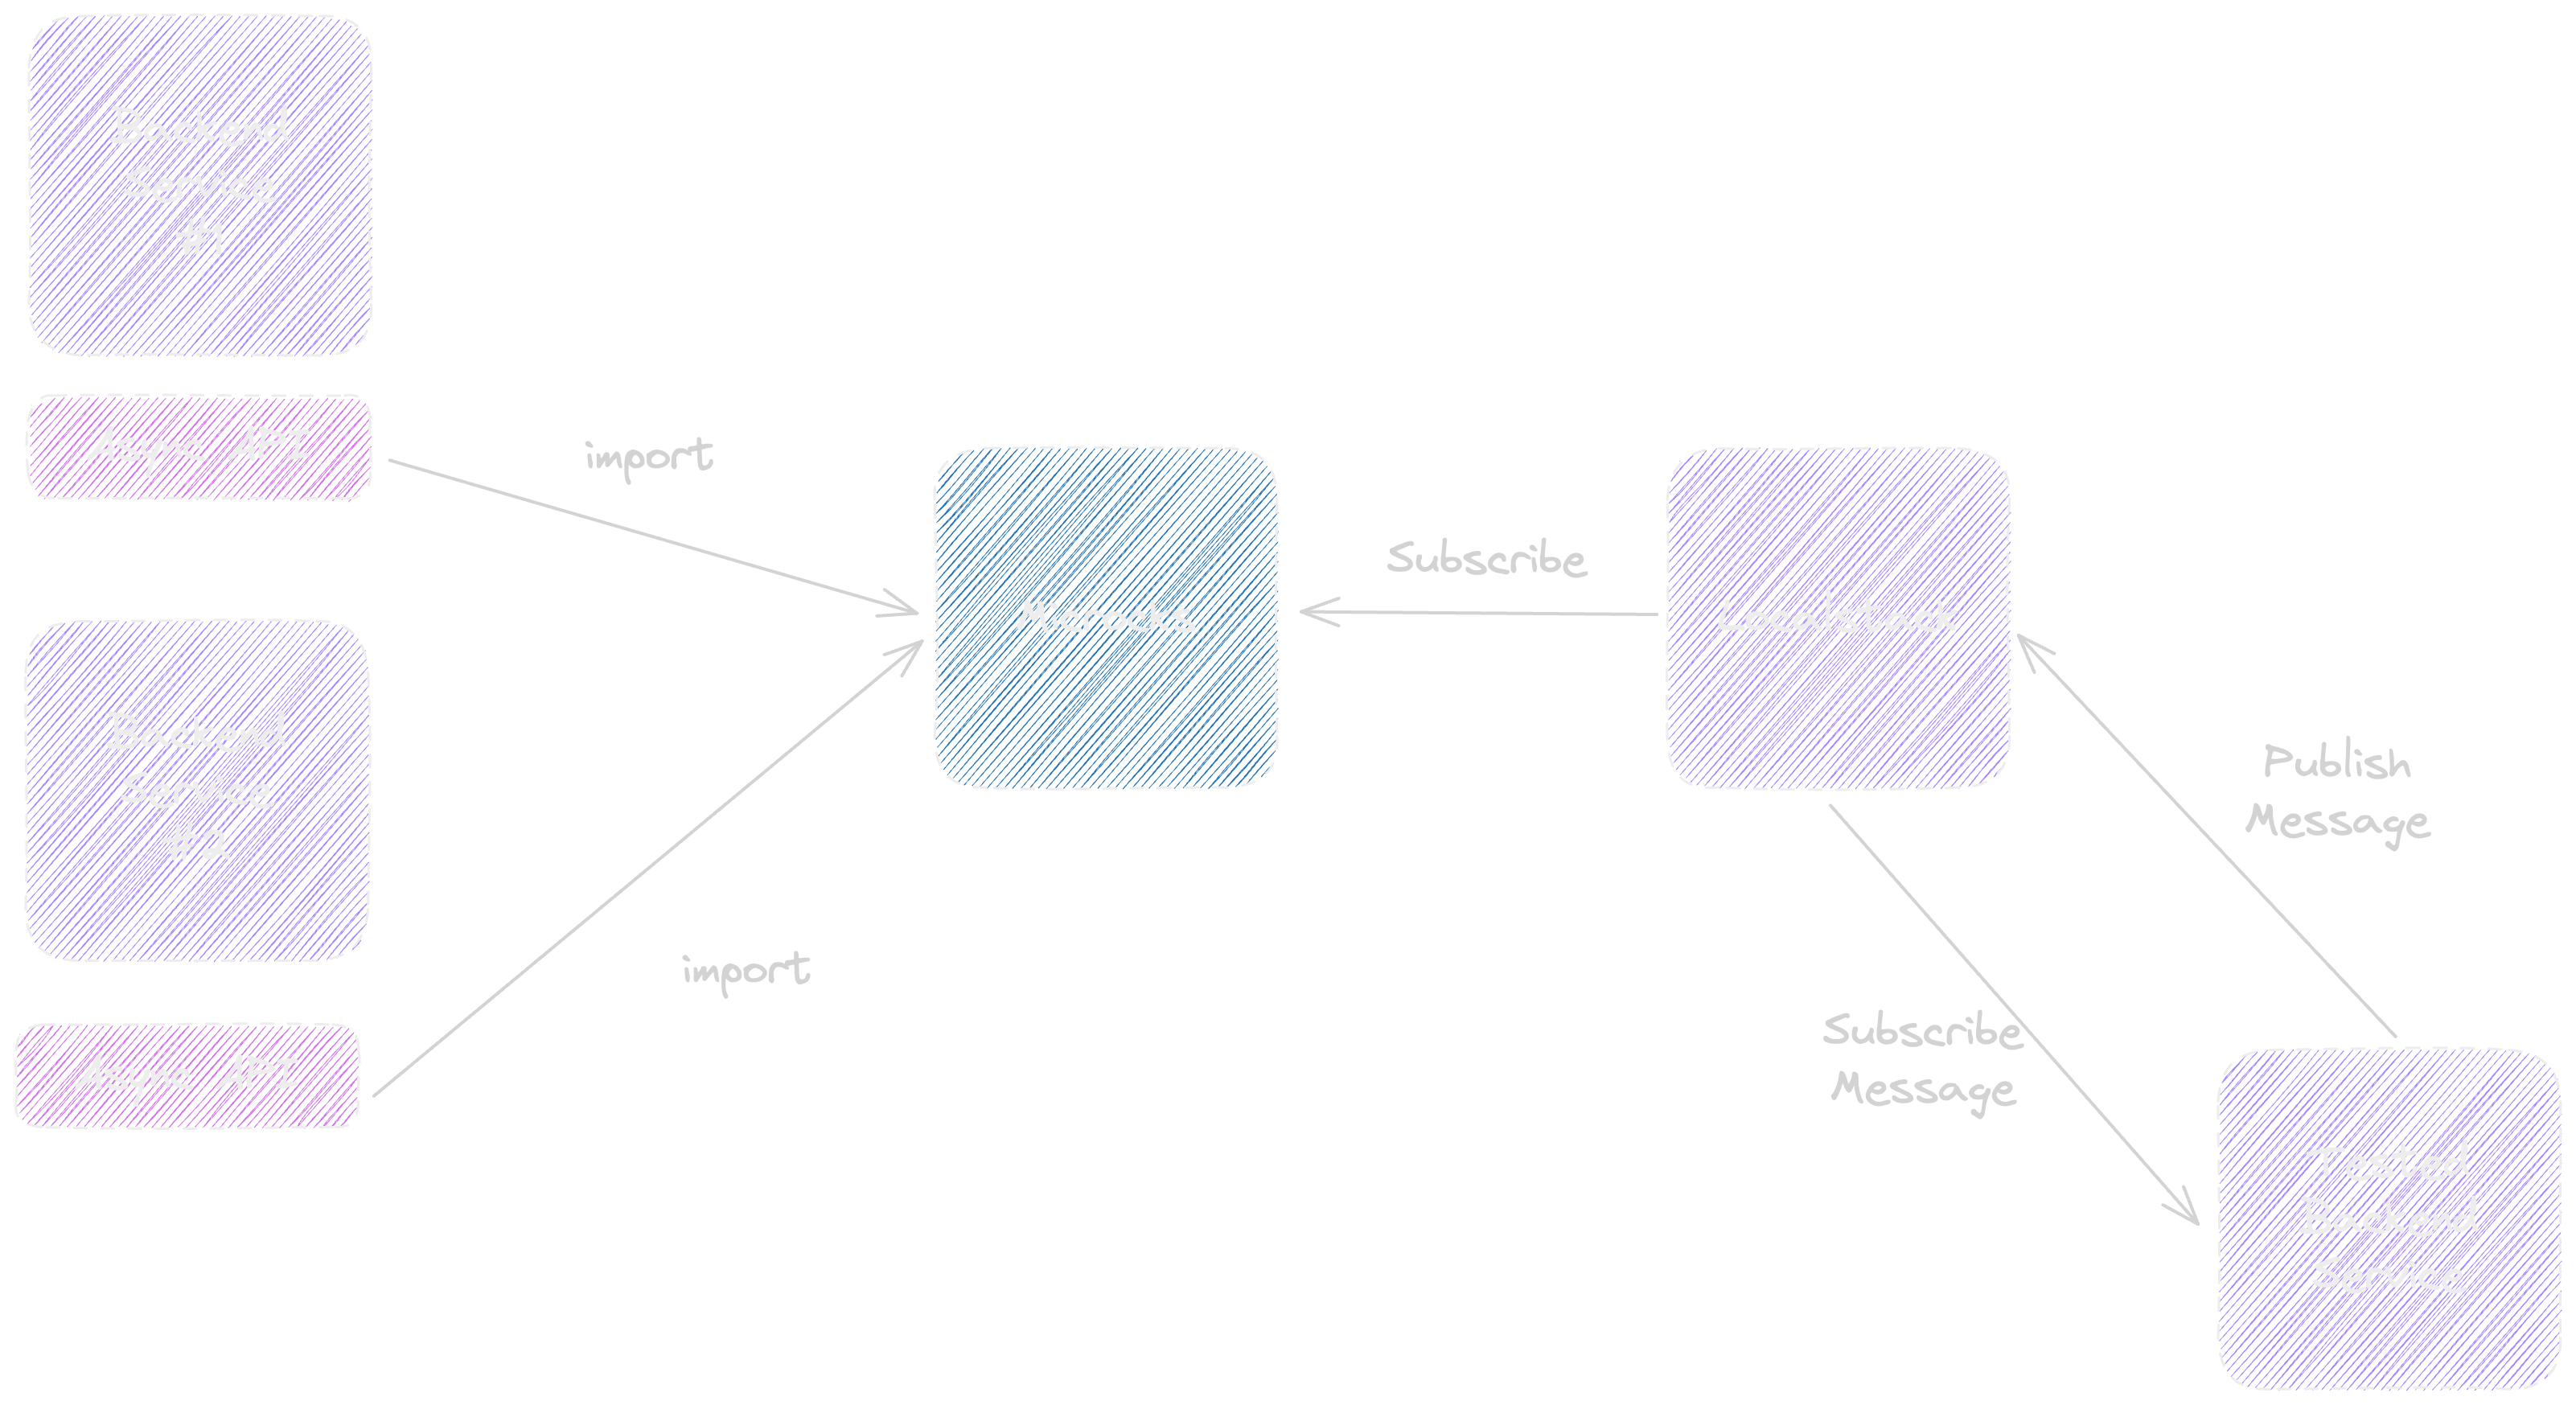 Backend
Service
#1
Async API
import
Microcks
Subscribe
Localstack
Backend
Service
#2
Publish
Message
import
Async API
Subscribe
Message
Tested
Backend
Service